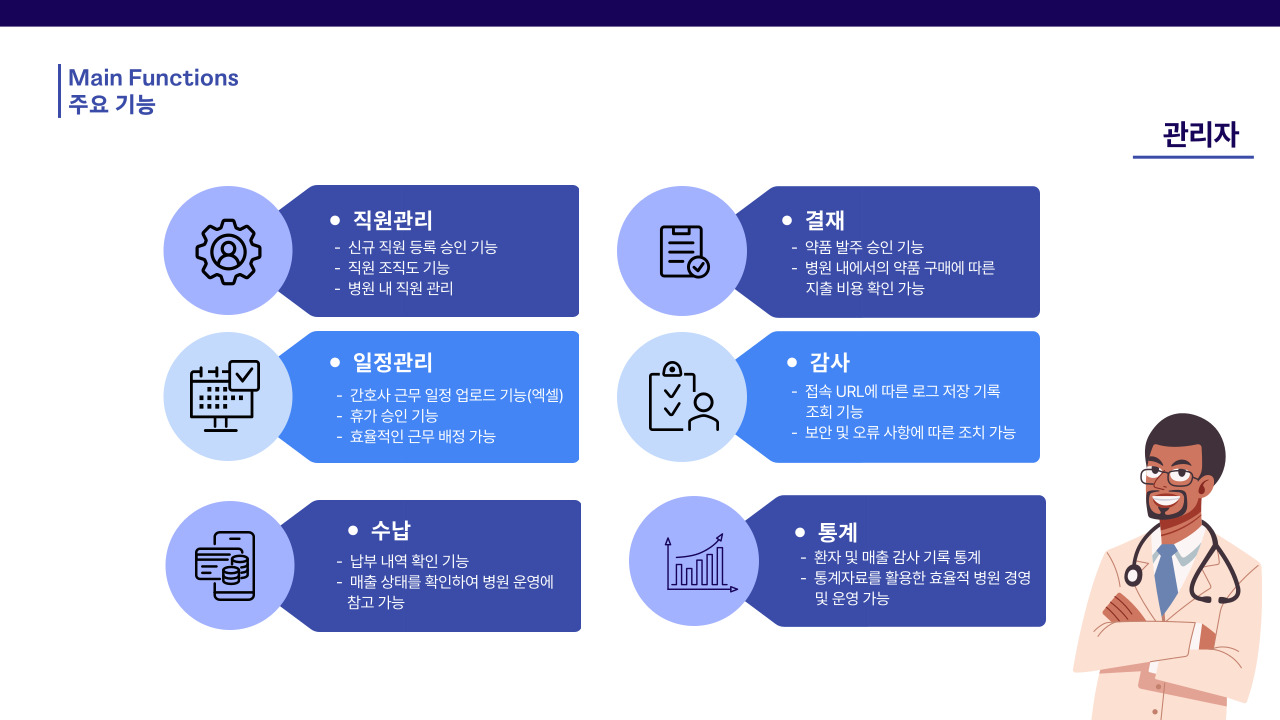 Main Functions
주요 기능
관리자
● 직원관리
- 신규 직원 등록 승인 기능
- 직원 조직도 기능
- 병원 내 직원 관리
● 결재
- 약품 발주 승인 기능
- 병원 내에서의 약품 구매에 따른
지출 비용 확인 가능
● 일정관리
- 간호사 근무 일정 업로드 기능(엑셀)
- 휴가 승인 기능
- 효율적인 근무 배정 가능
● 감사
- 접속 URL에 따른 로그 저장 기록
조회 기능
- 보안 및 오류 사항에 따른 조치 가능
● 수납
- 납부 내역 확인 기능
- 매출 상태를 확인하여 병원 운영에
참고 가능
● 통계
- 환자 및 매출 감사 기록 통계
- 통계자료를 활용한 효율적 병원 경영
및 운영 가능